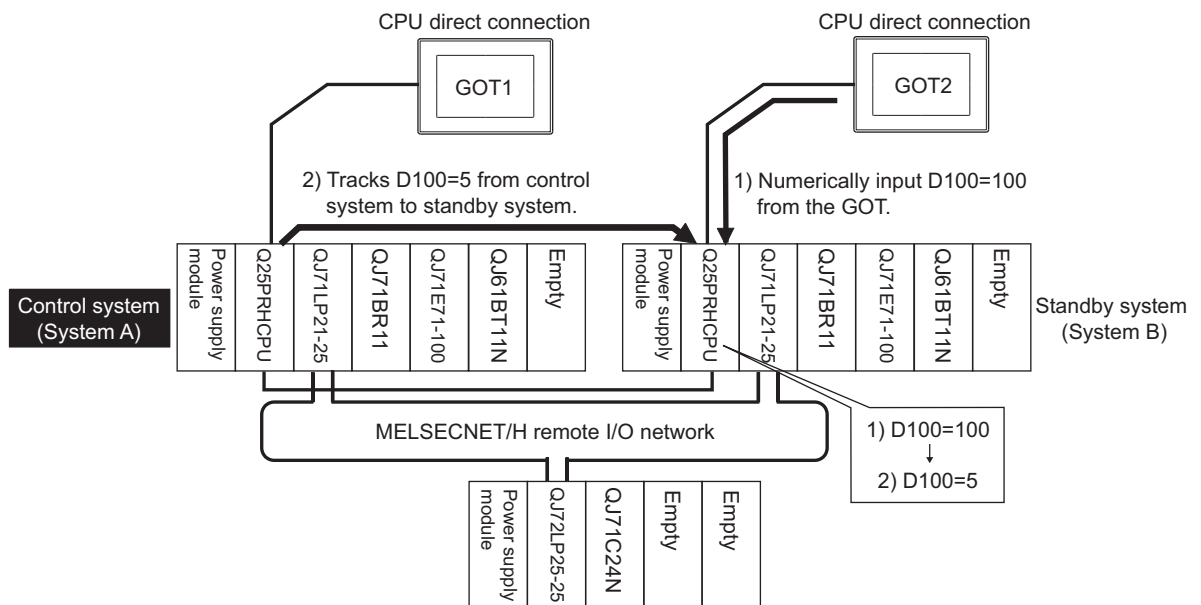 CPU direct connection
CPU direct connection
GOT1
GOT2
2) Tracks D100=5 from control
system to standby system.
1) Numerically input D100=100
from the GOT.
Control system
(System A)
Power supply
module
Q25PRHCPU
QJ71LP21-25
QJ71BR11
QJ71E71-100
QJ61BT11N
Empty
Power supply
module
Q25PRHCPU
QJ71LP21-25
QJ71BR11
QJ71E71-100
QJ61BT11N
Empty
Standby system
(System B)
MELSECNET/H remote I/O network
1) D100=100
2) D100=5
Power supply
module
QJ72LP25-25
QJ71C24N
Empty
Empty